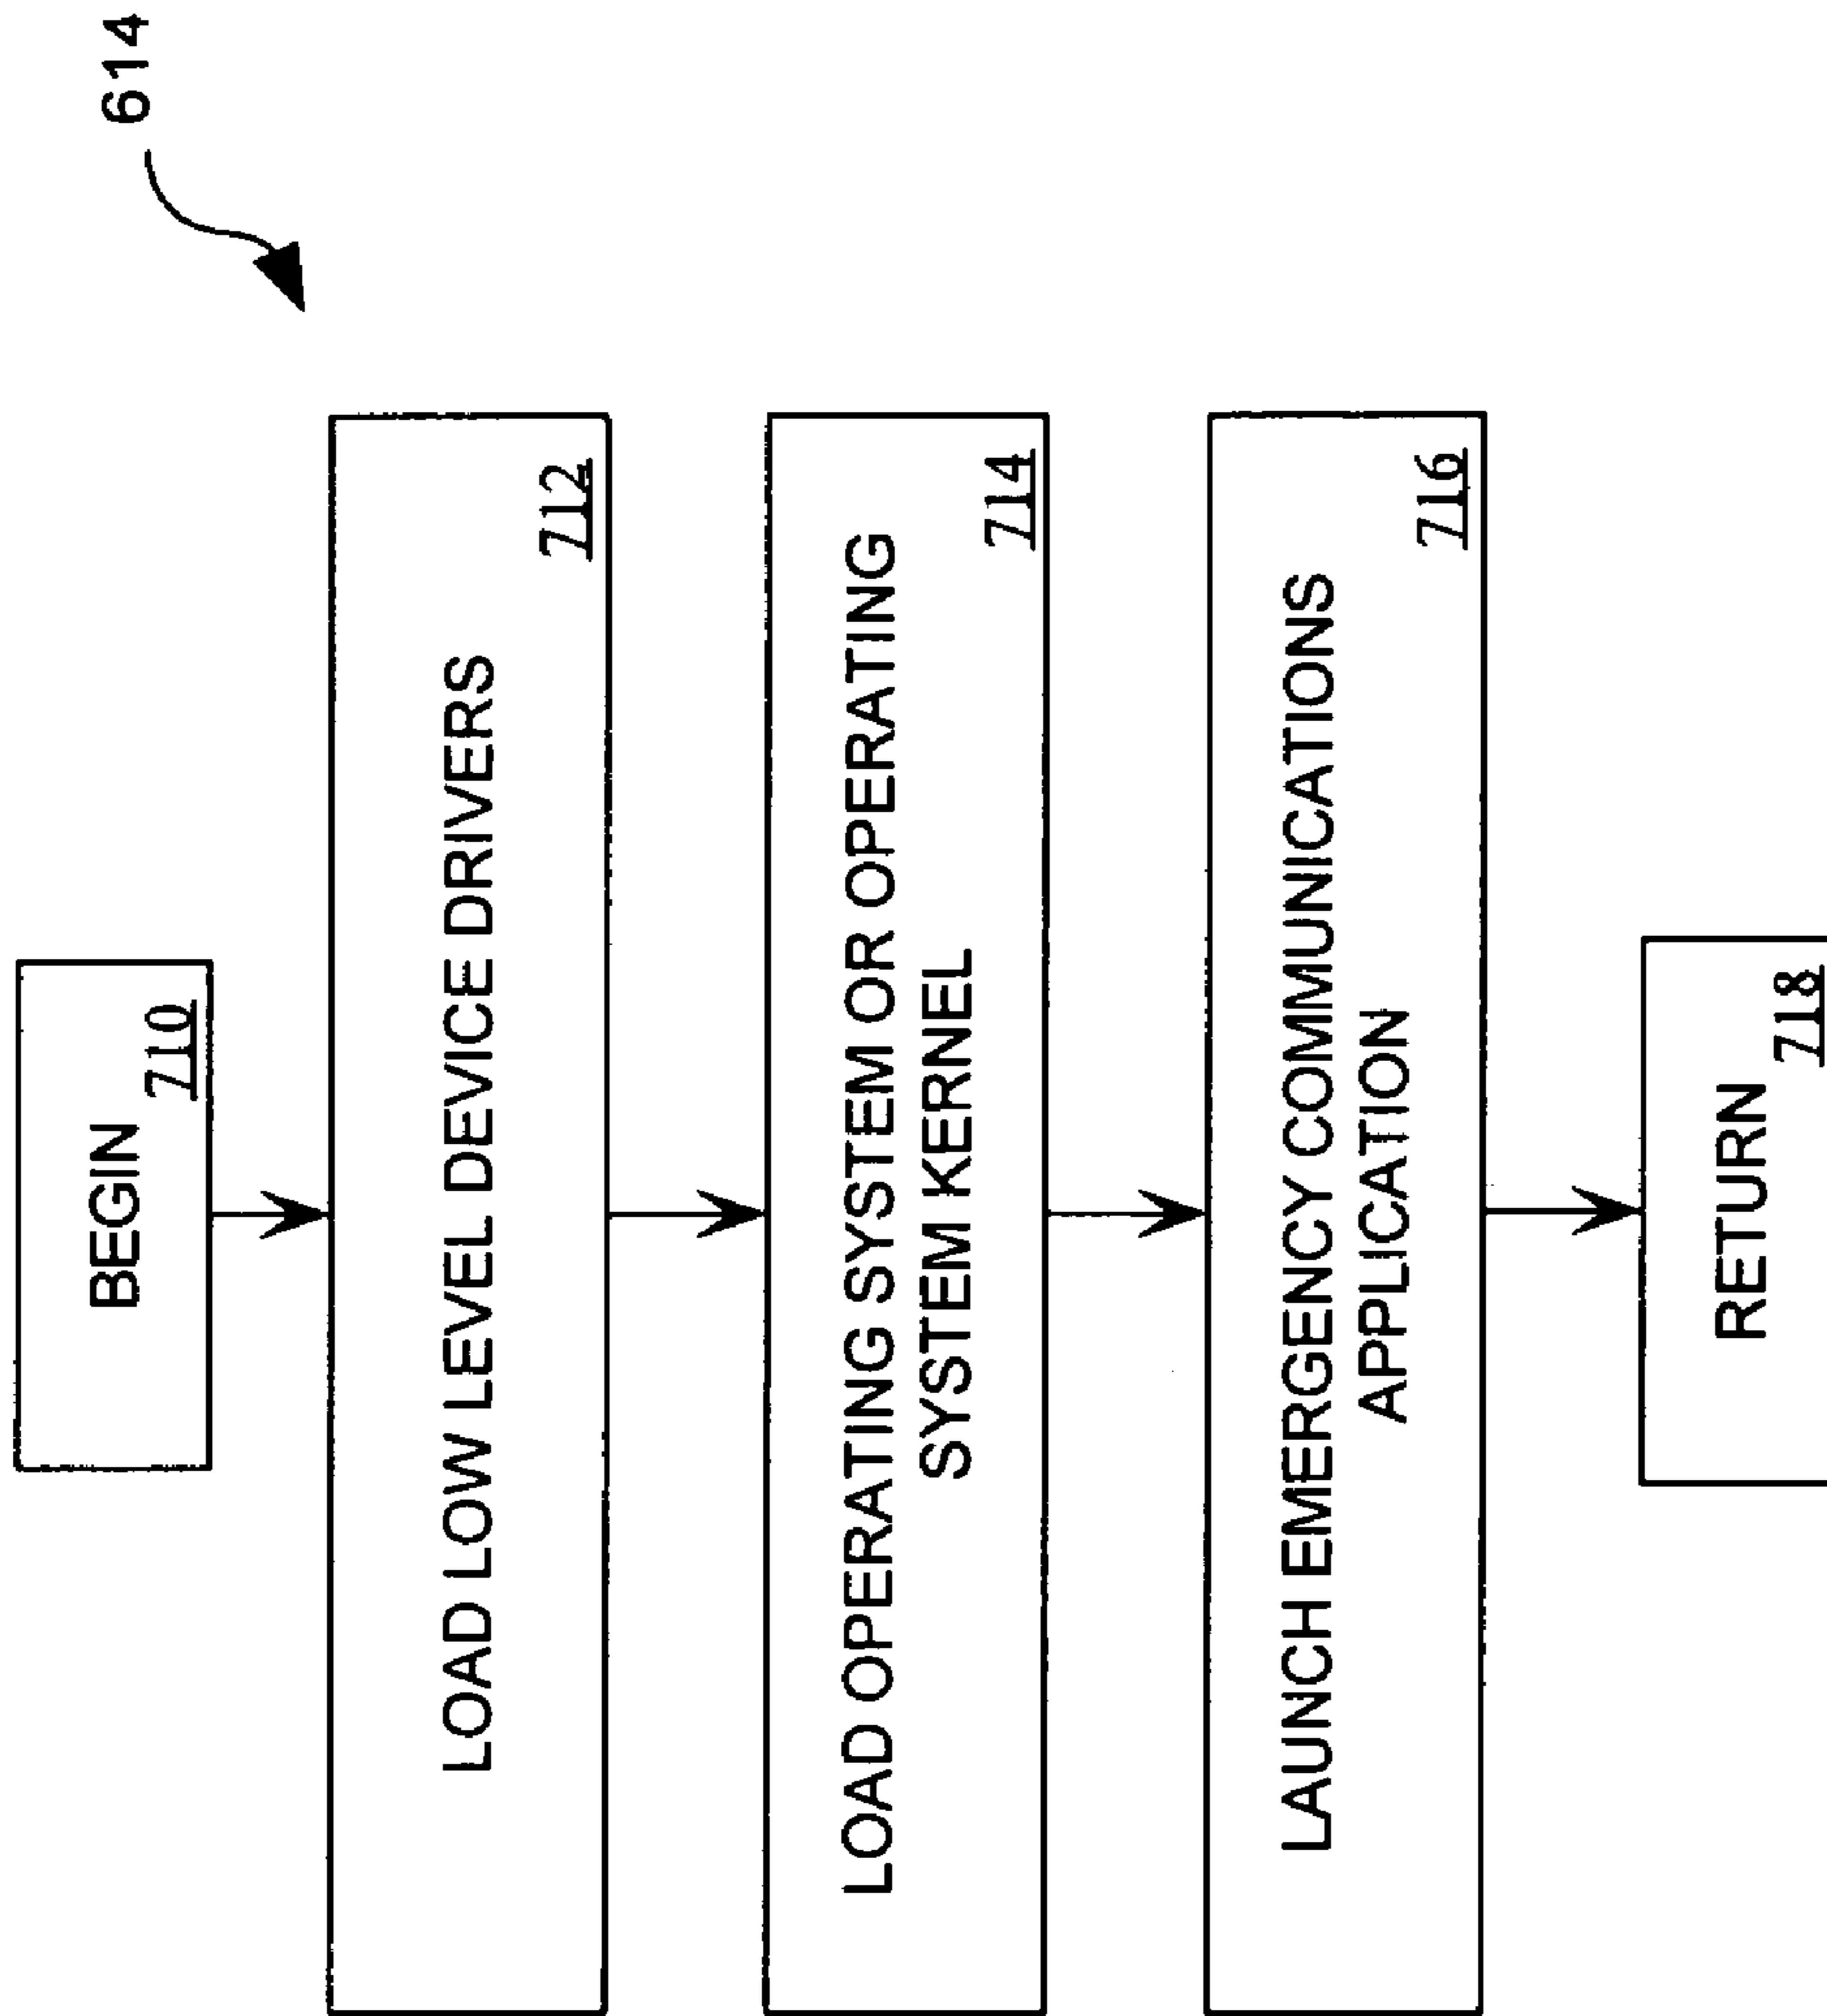 614
BEGIN
710
LOAD LOW LEVEL DEVICE DRIVERS
712
LOAD OPERATING SYSTEM OR OPERATING
SYSTEM KERNEL
714
LAUNCH EMERGENCY COMMUNICATIONS
APPLICATION
716
RETURN
718